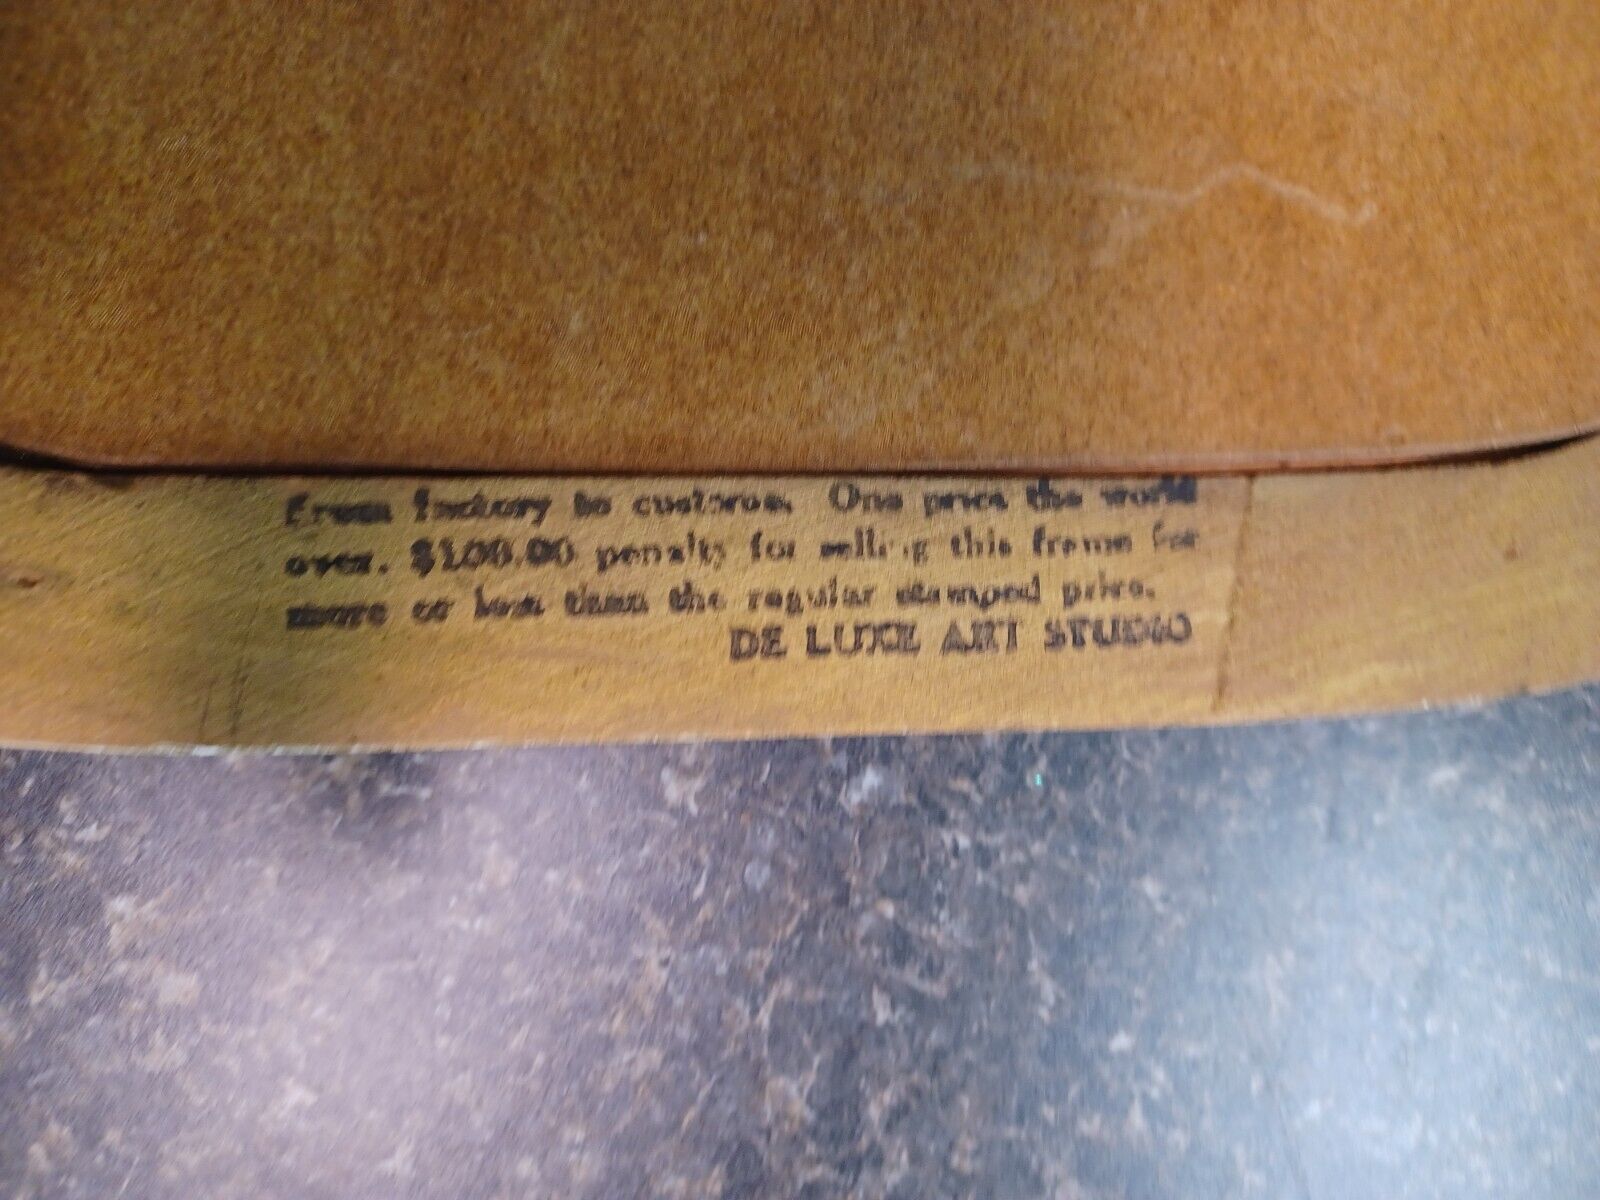 from factory to customs. One price the world
over. $100.00 penalty for selling this frame for
more or less than the regular stamped price.
DE LUXE ART STUDIO